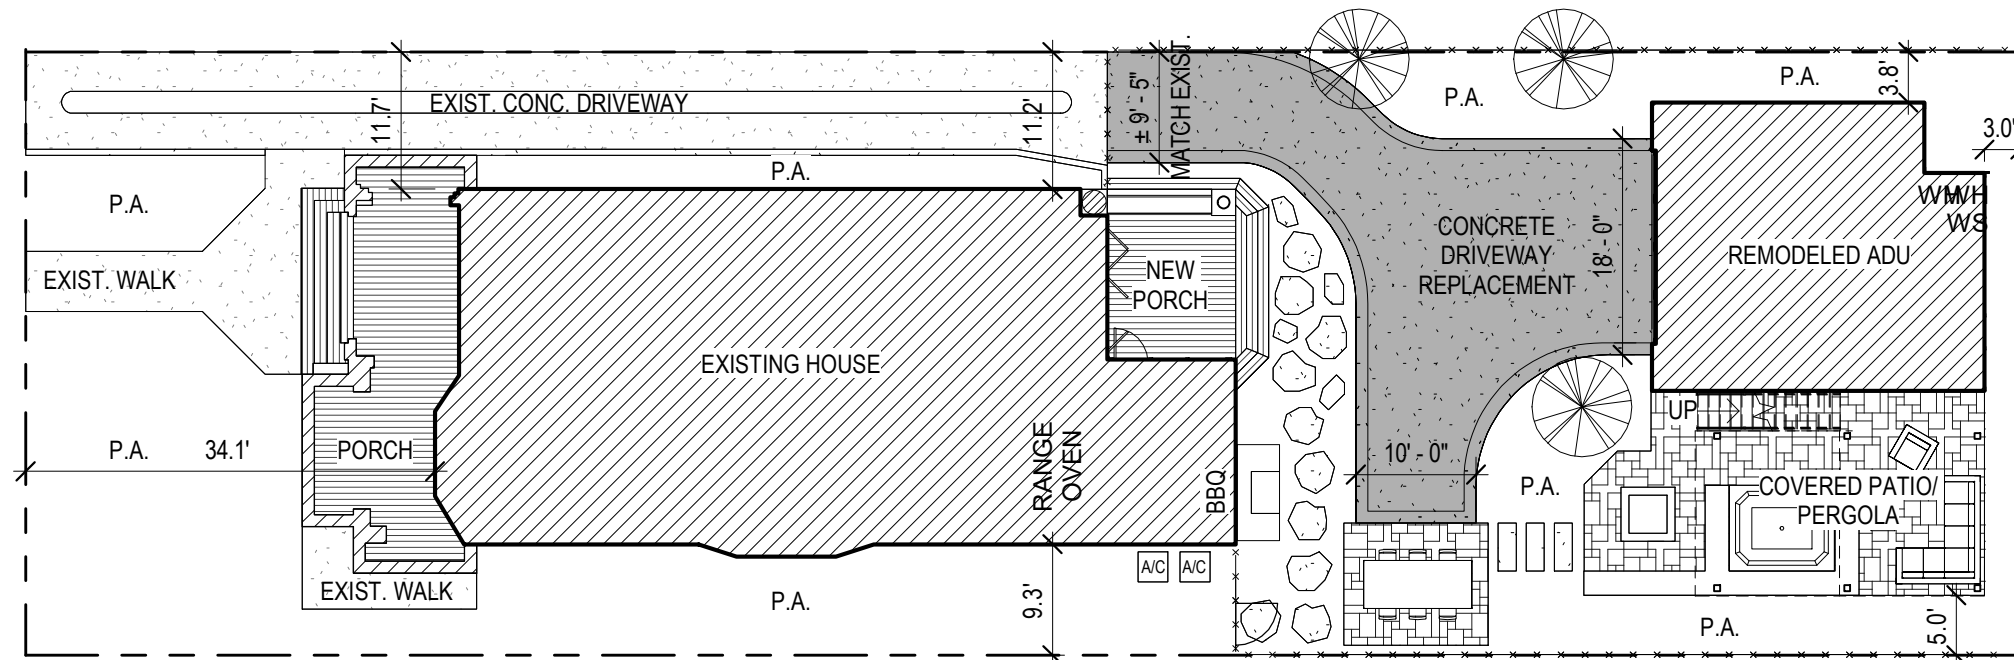 EXIST. CONC. DRIVEWAY
11.7'
11.2'
± 9' - 5"
MATCH EXIST.
P.A.
P.A.
3.8'
3.0'
P.A.
P.A.
EXIST. WALK
NEW
PORCH
CONCRETE
DRIVEWAY
REPLACEMENT
18' - 0"
REMODELED ADU
WM
WH
WS
EXISTING HOUSE
P.A.
34.1'
PORCH
RANGE
OVEN
BBQ
10' - 0"
UP
P.A.
COVERED PATIO/
PERGOLA
EXIST. WALK
P.A.
9.3'
A/C
A/C
P.A.
5.0'